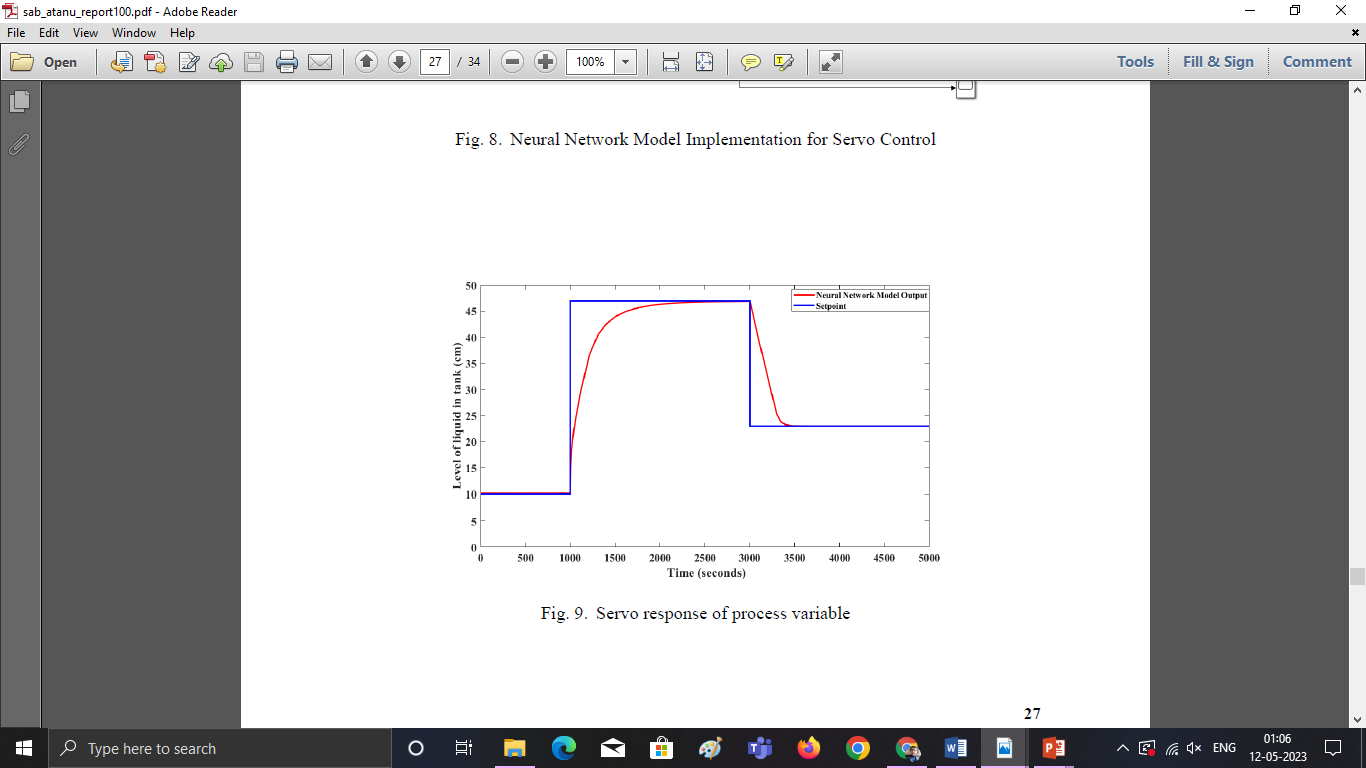 sab_atanu_report100.pdf - Adobe Reader
File Edit View Window Help
Open 27 / 34 100% Tools Fill & Sign Comment
Fig. 8. Neural Network Model Implementation for Servo Control
Neural Network Model Output
Setpoint
50
45
40
35
30
25
20
15
10
5
0
Level of liquid in tank (cm)
0 500 1000 1500 2000 2500 3000 3500 4000 4500 5000
Time (seconds)
Fig. 9. Servo response of process variable
27
Type here to search
ENG
01:06
12-05-2023